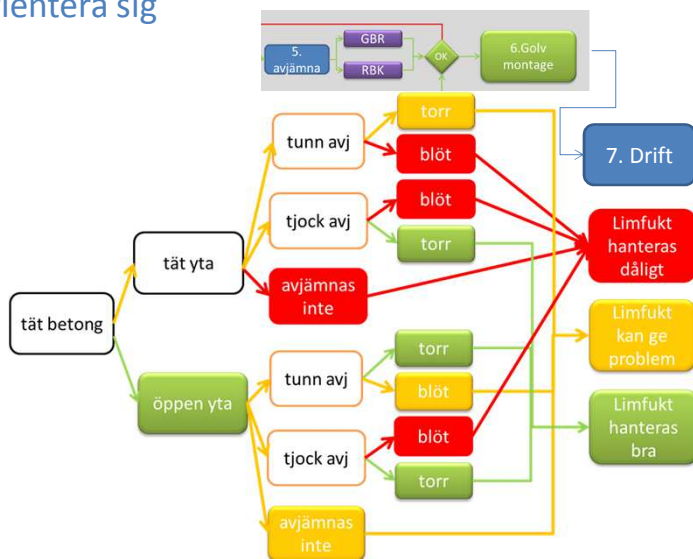 rientera sig
GBR
5.
avjämna
RBK
OK
6.Golv
montage
7. Drift
torr
tunn avj
blöt
blöt
tjock avj
torr
tät yta
avjämnas
inte
Limfukt
hanteras
dåligt
tät betong
Limfukt
kan ge
problem
torr
tunn avj
blöt
öppen yta
Limfukt
hanteras
bra
blöt
tjock avj
torr
avjämnas
inte